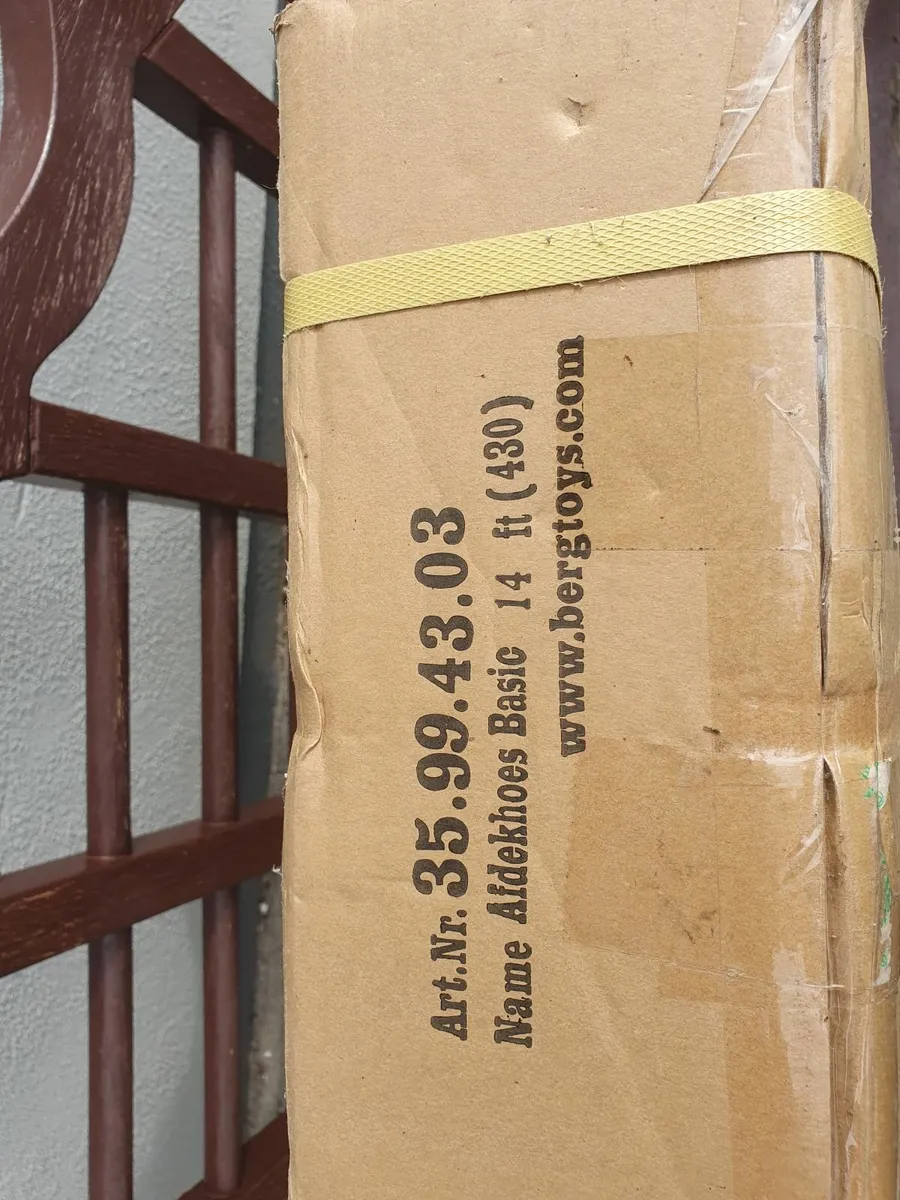 Art.Nr. 35.99.43.03
Name Afdekhoes Basic 14 ft (430)
www.bergtoys.com